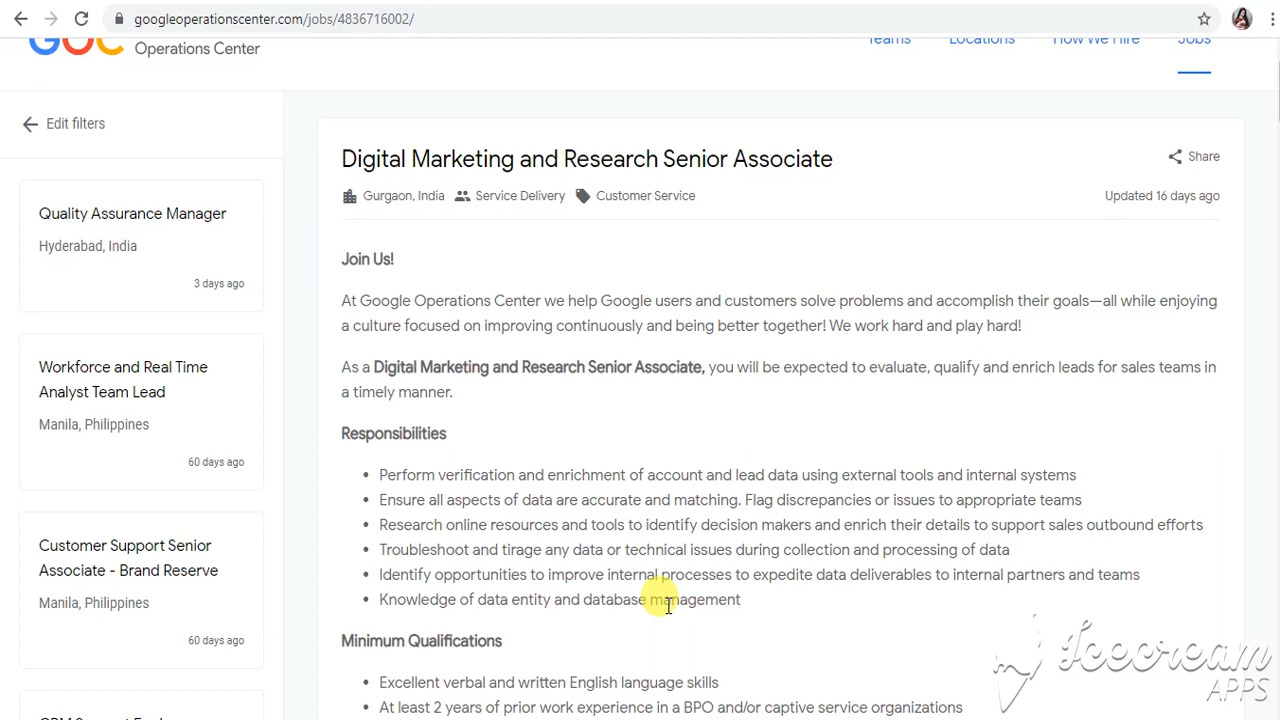 googleoperationscenter.com/jobs/4836716002/
GOC
Operations Center
Teams
Locations
How We Hire
Jobs
Edit filters
Quality Assurance Manager
Hyderabad, India
3 days ago
Workforce and Real Time
Analyst Team Lead
Manila, Philippines
60 days ago
Customer Support Senior
Associate - Brand Reserve
Manila, Philippines
60 days ago
Digital Marketing and Research Senior Associate
Share
Gurgaon, India
Service Delivery
Customer Service
Updated 16 days ago
Join Us!
At Google Operations Center we help Google users and customers solve problems and accomplish their goals—all while enjoying
a culture focused on improving continuously and being better together! We work hard and play hard!
As a Digital Marketing and Research Senior Associate, you will be expected to evaluate, qualify and enrich leads for sales teams in
a timely manner.
Responsibilities
• Perform verification and enrichment of account and lead data using external tools and internal systems
• Ensure all aspects of data are accurate and matching. Flag discrepancies or issues to appropriate teams
• Research online resources and tools to identify decision makers and enrich their details to support sales outbound efforts
• Troubleshoot and tirage any data or technical issues during collection and processing of data
• Identify opportunities to improve internal processes to expedite data deliverables to internal partners and teams
• Knowledge of data entity and database management
Minimum Qualifications
• Excellent verbal and written English language skills
• At least 2 years of prior work experience in a BPO and/or captive service organizations
Icecream
APPS